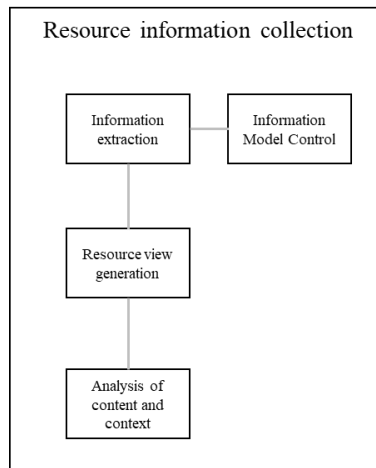 Resource information collection
Information
extraction
Information
Model Control
Resource view
generation
Analysis of
content and
context